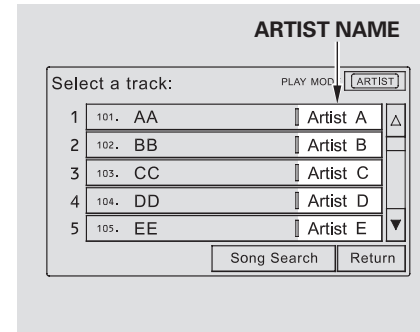 ARTIST NAME
Select a track: PLAY MODE ARTIST
1 101. AA Artist A
2 102. BB Artist B
3 103. CC Artist C
4 104. DD Artist D
5 105. EE Artist E
Song Search Return